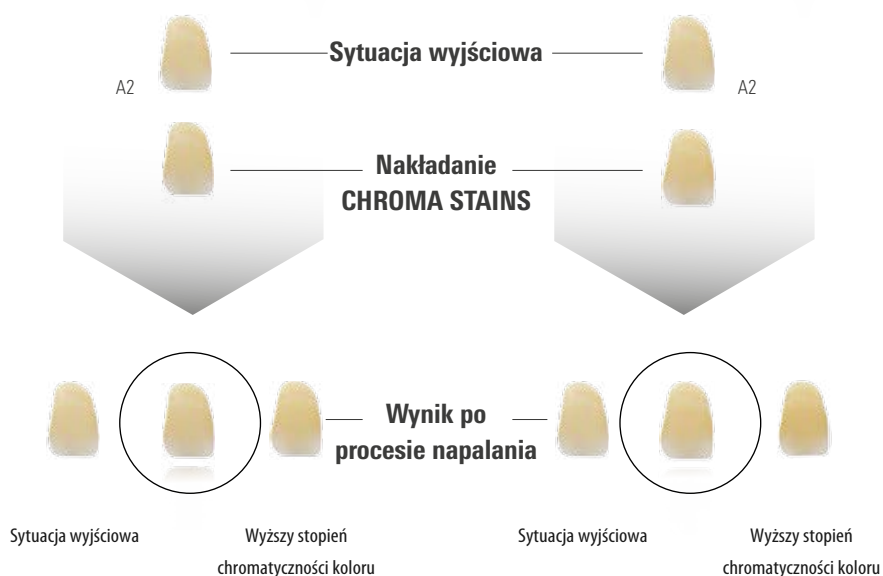 Sytuacja wyjściowa
A2
A2
Nakładanie
CHROMA STAINS
Wynik po
procesie napalania
Sytuacja wyjściowa
Wyższy stopień
chromatyczności koloru
Sytuacja wyjściowa
Wyższy stopień
chromatyczności koloru